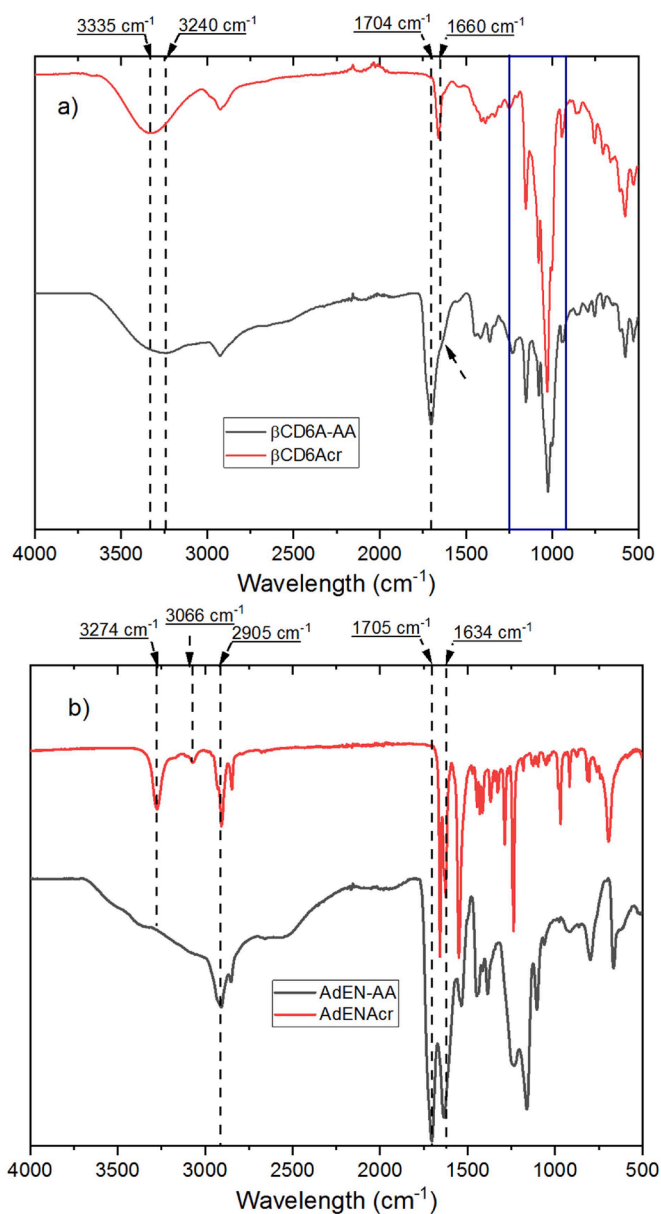 3335 cm⁻¹ 3240 cm⁻¹ 1704 cm⁻¹ 1660 cm⁻¹
a)
βCD6A-AA
βCD6Acr
4000 3500 3000 2500 2000 1500 1000 500
Wavelength (cm⁻¹)
3274 cm⁻¹ 3066 cm⁻¹ 2905 cm⁻¹ 1705 cm⁻¹ 1634 cm⁻¹
b)
AdEN-AA
AdENAcr
4000 3500 3000 2500 2000 1500 1000 500
Wavelength (cm⁻¹)